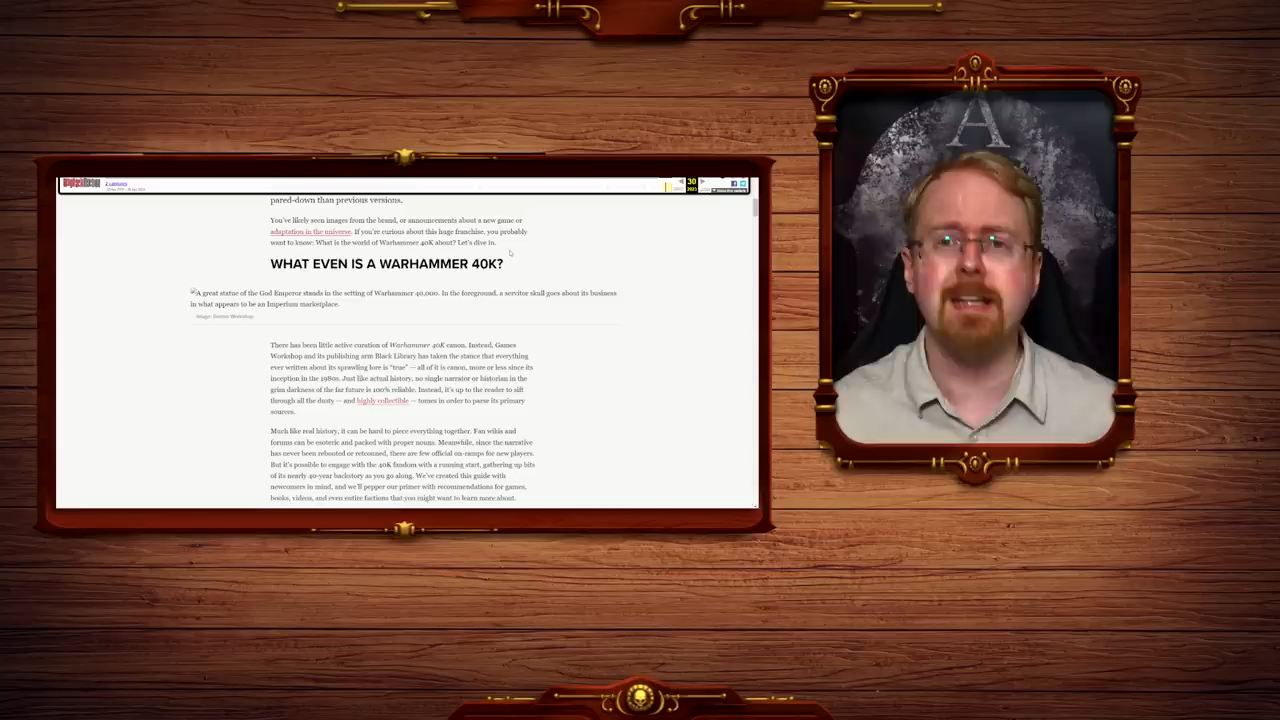 A
2 captures
30
2023
pared-down than previous versions.
You've likely seen images from the brand, or announcements about a new game or
adaptation in the universe. If you're curious about this huge franchise, you probably
want to know: What is the world of Warhammer 40K about? Let's dive in.
WHAT EVEN IS A WARHAMMER 40K?
A great statue of the God Emperor stands in the setting of Warhammer 40,000. In the foreground, a servitor skull goes about its business
in what appears to be an Imperium marketplace.
Image: Games Workshop
There has been little active curation of Warhammer 40K canon. Instead, Games
Workshop and its publishing arm Black Library has taken the stance that everything
ever written about its sprawling lore is “true” — all of it is canon, more or less since its
inception in the 1980s. Just like actual history, no single narrator or historian in the
grim darkness of the far future is 100% reliable. Instead, it's up to the reader to sift
through all the dusty — and highly collectible — tomes in order to parse its primary
sources.
Much like real history, it can be hard to piece everything together. Fan wikis and
forums can be esoteric and packed with proper nouns. Meanwhile, since the narrative
has never been rebooted or retconned, there are few official on-ramps for new players.
But it's possible to engage with the 40K fandom with a running start, gathering up bits
of its nearly 40-year backstory as you go along. We've created this guide with
newcomers in mind, and we'll pepper our primer with recommendations for games,
books, videos, and even entire factions that you might want to learn more about.